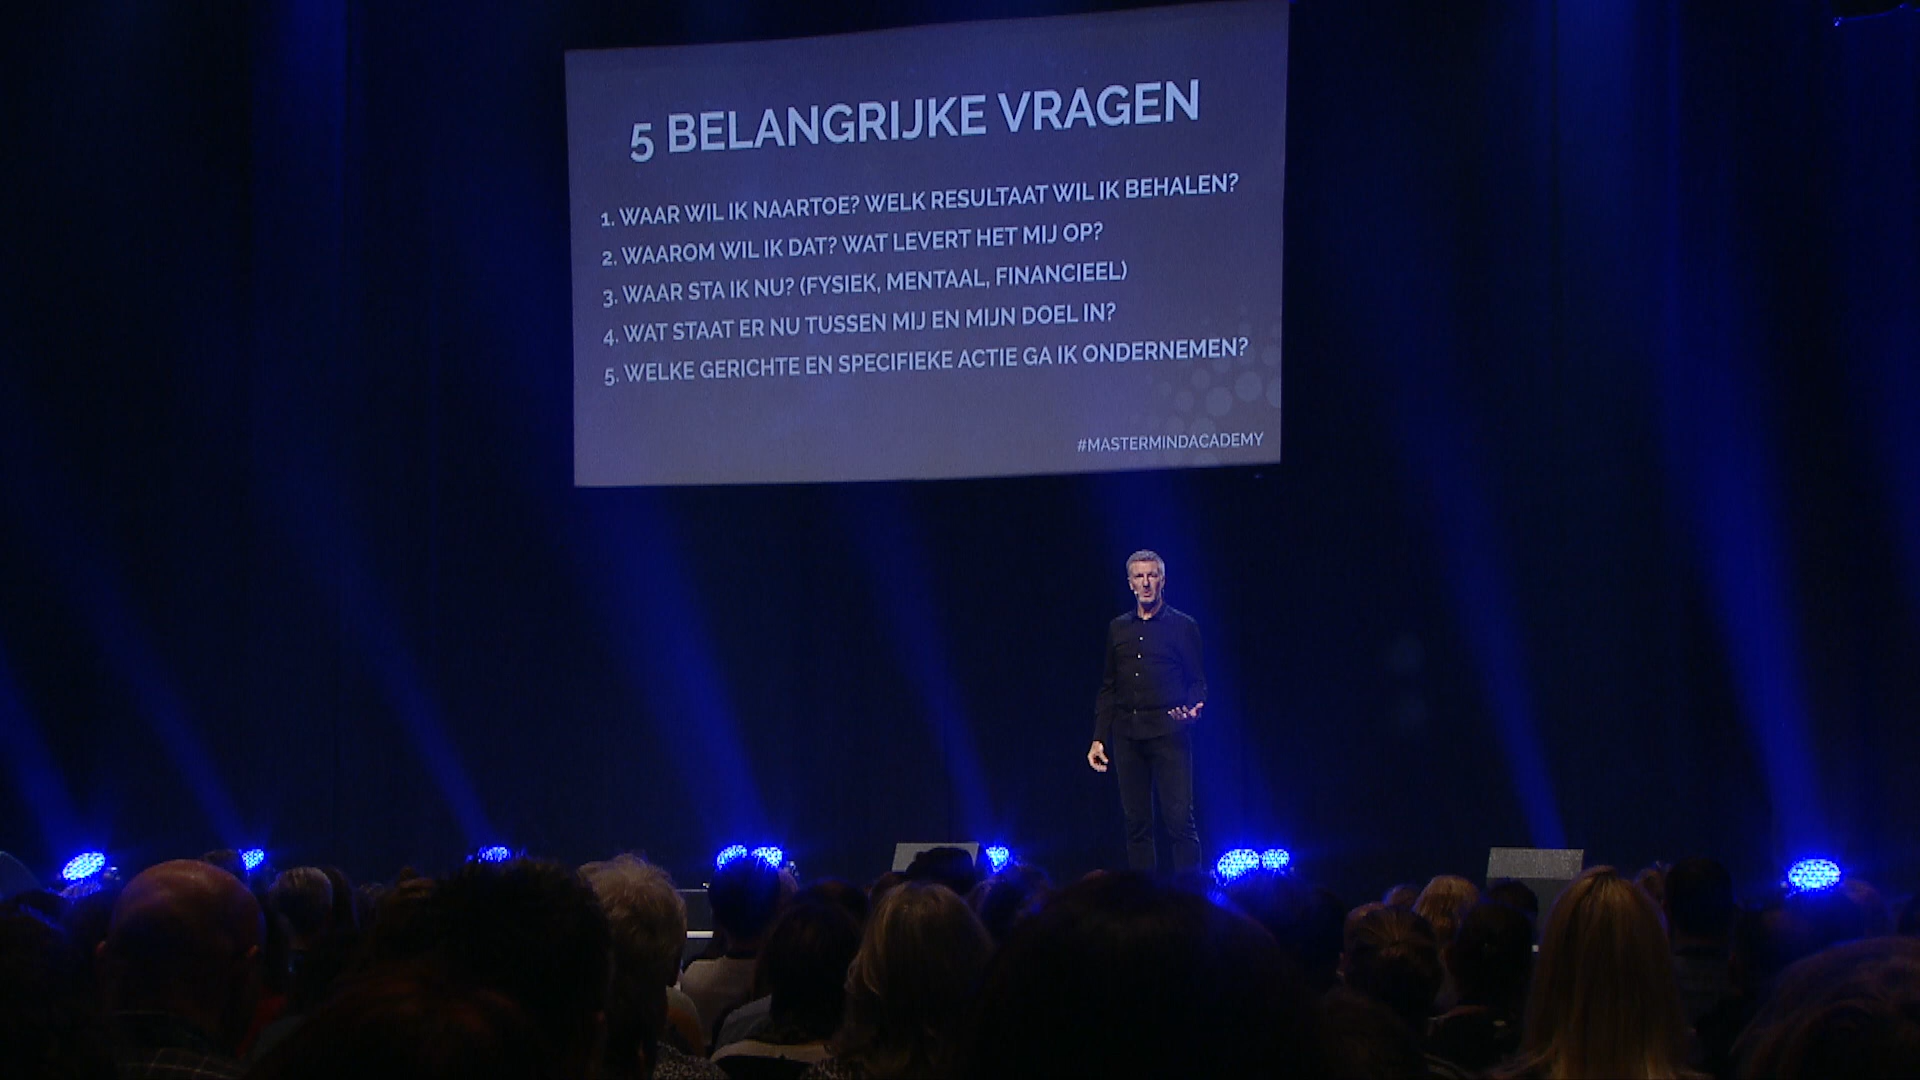 5 BELANGRIJKE VRAGEN
1. WAAR WIL IK NAARTOE? WELK RESULTAAT WIL IK BEHALEN?
2. WAAROM WIL IK DAT? WAT LEVERT HET MIJ OP?
3. WAAR STA IK NU? (FYSIEK, MENTAAL, FINANCIEEL)
4. WAT STAAT ER NU TUSSEN MIJ EN MIJN DOEL IN?
5. WELKE GERICHTE EN SPECIFIEKE ACTIE GA IK ONDERNEMEN?
#MASTERMINDACADEMY